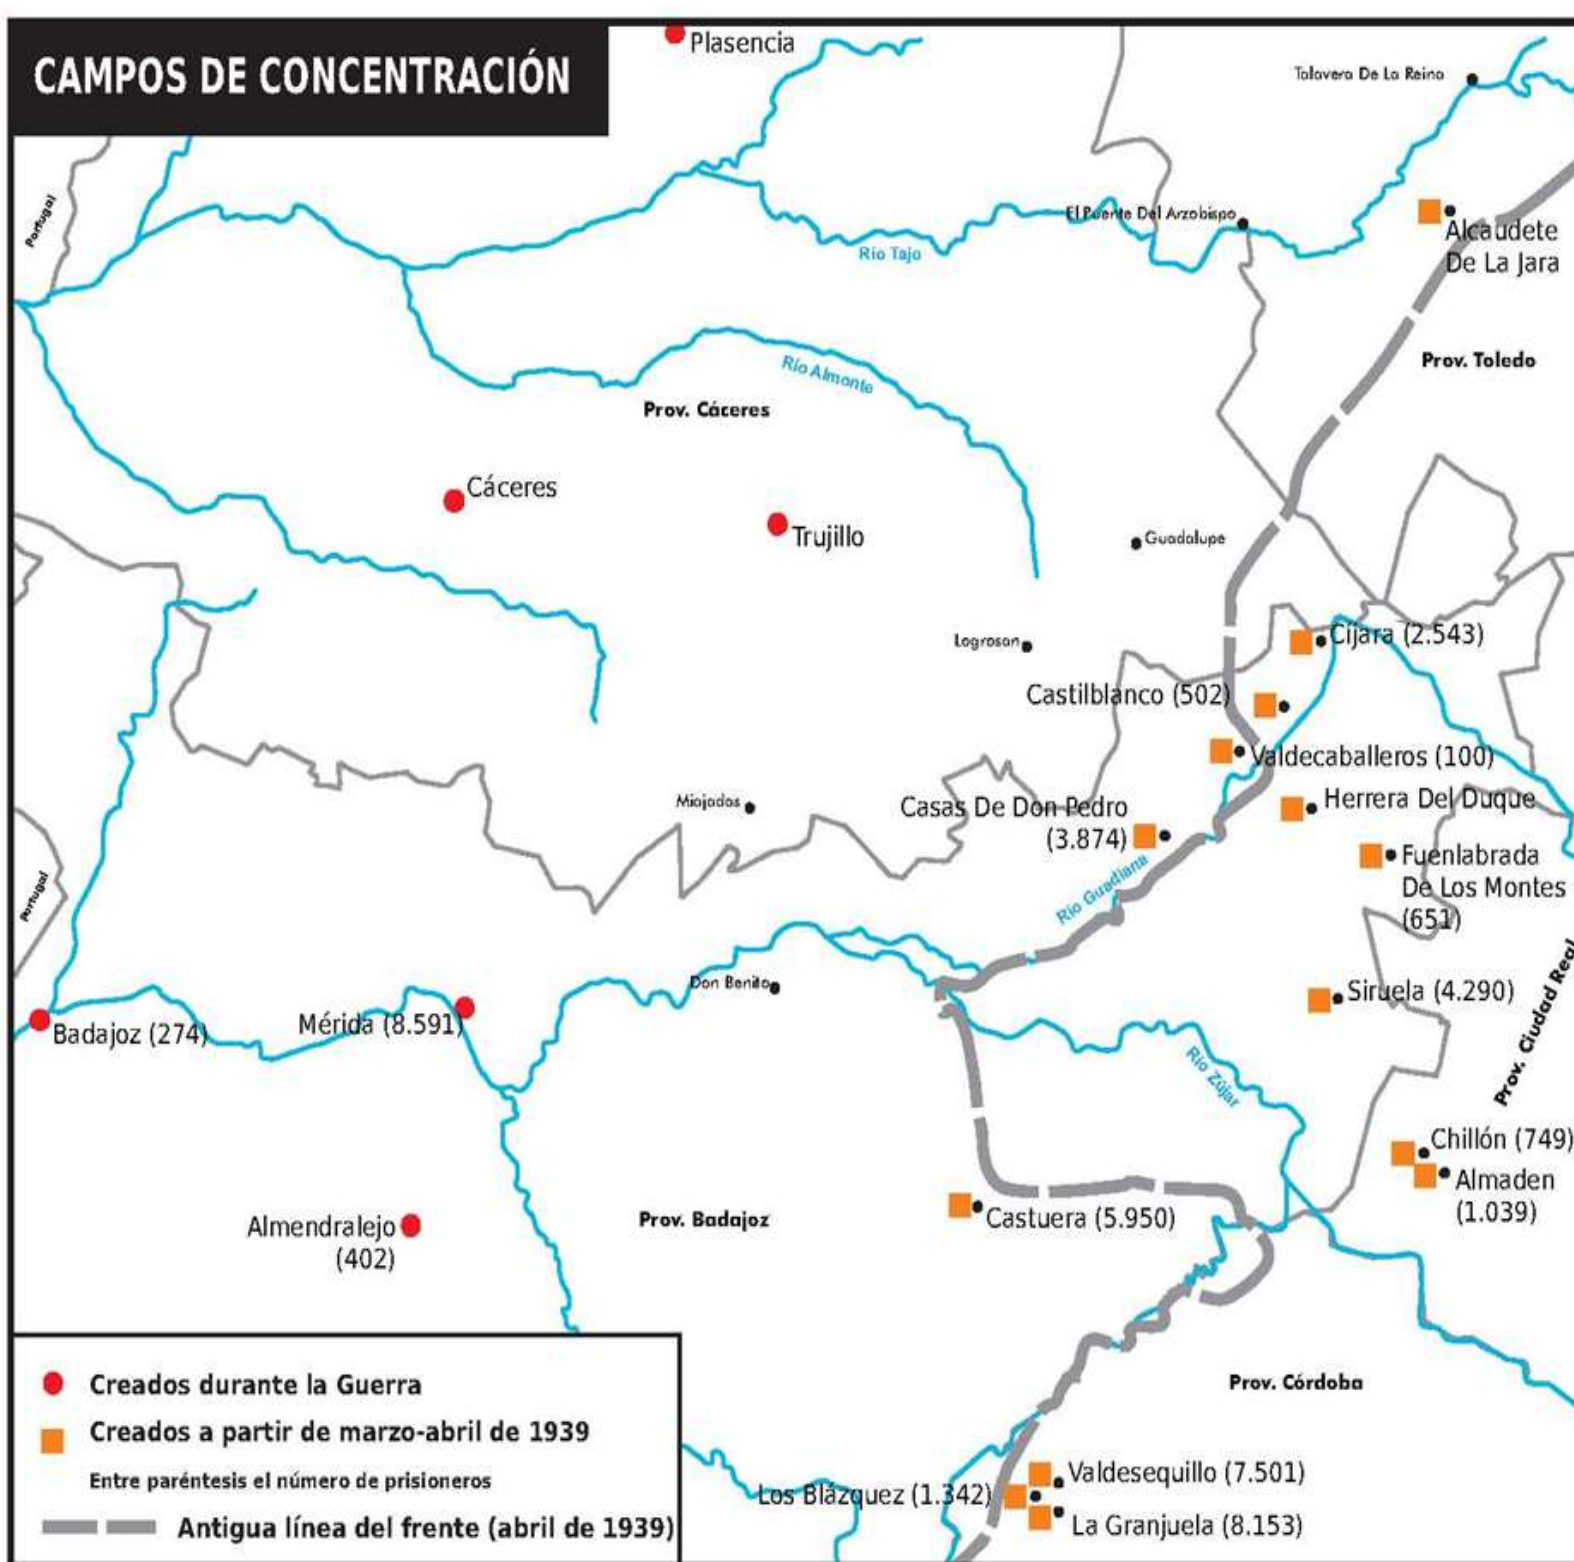 CAMPOS DE CONCENTRACIÓN
Plasencia
Talavera De La Reina
Portugal
El Puente Del Arzobispo
Alcaudete
De La Jara
Río Tajo
Prov. Toledo
Río Almonte
Prov. Cáceres
Cáceres
Trujillo
Guadalupe
Logrosan
Cíjara (2.543)
Castilblanco (502)
Valdecaballeros (100)
Miajadas
Casas De Don Pedro
(3.874)
Herrera Del Duque
Fuenlabrada
De Los Montes
(651)
Portugal
Río Guadiana
Don Benito
Siruela (4.290)
Prov. Ciudad Real
Badajoz (274)
Mérida (8.591)
Río Zújar
Chillón (749)
Almaden
(1.039)
Castuera (5.950)
Prov. Badajoz
Almendralejo
(402)
Prov. Córdoba
Creados durante la Guerra
Creados a partir de marzo-abril de 1939
Entre paréntesis el número de prisioneros
Antigua línea del frente (abril de 1939)
Valdesequillo (7.501)
Los Blázquez (1.342)
La Granjuela (8.153)